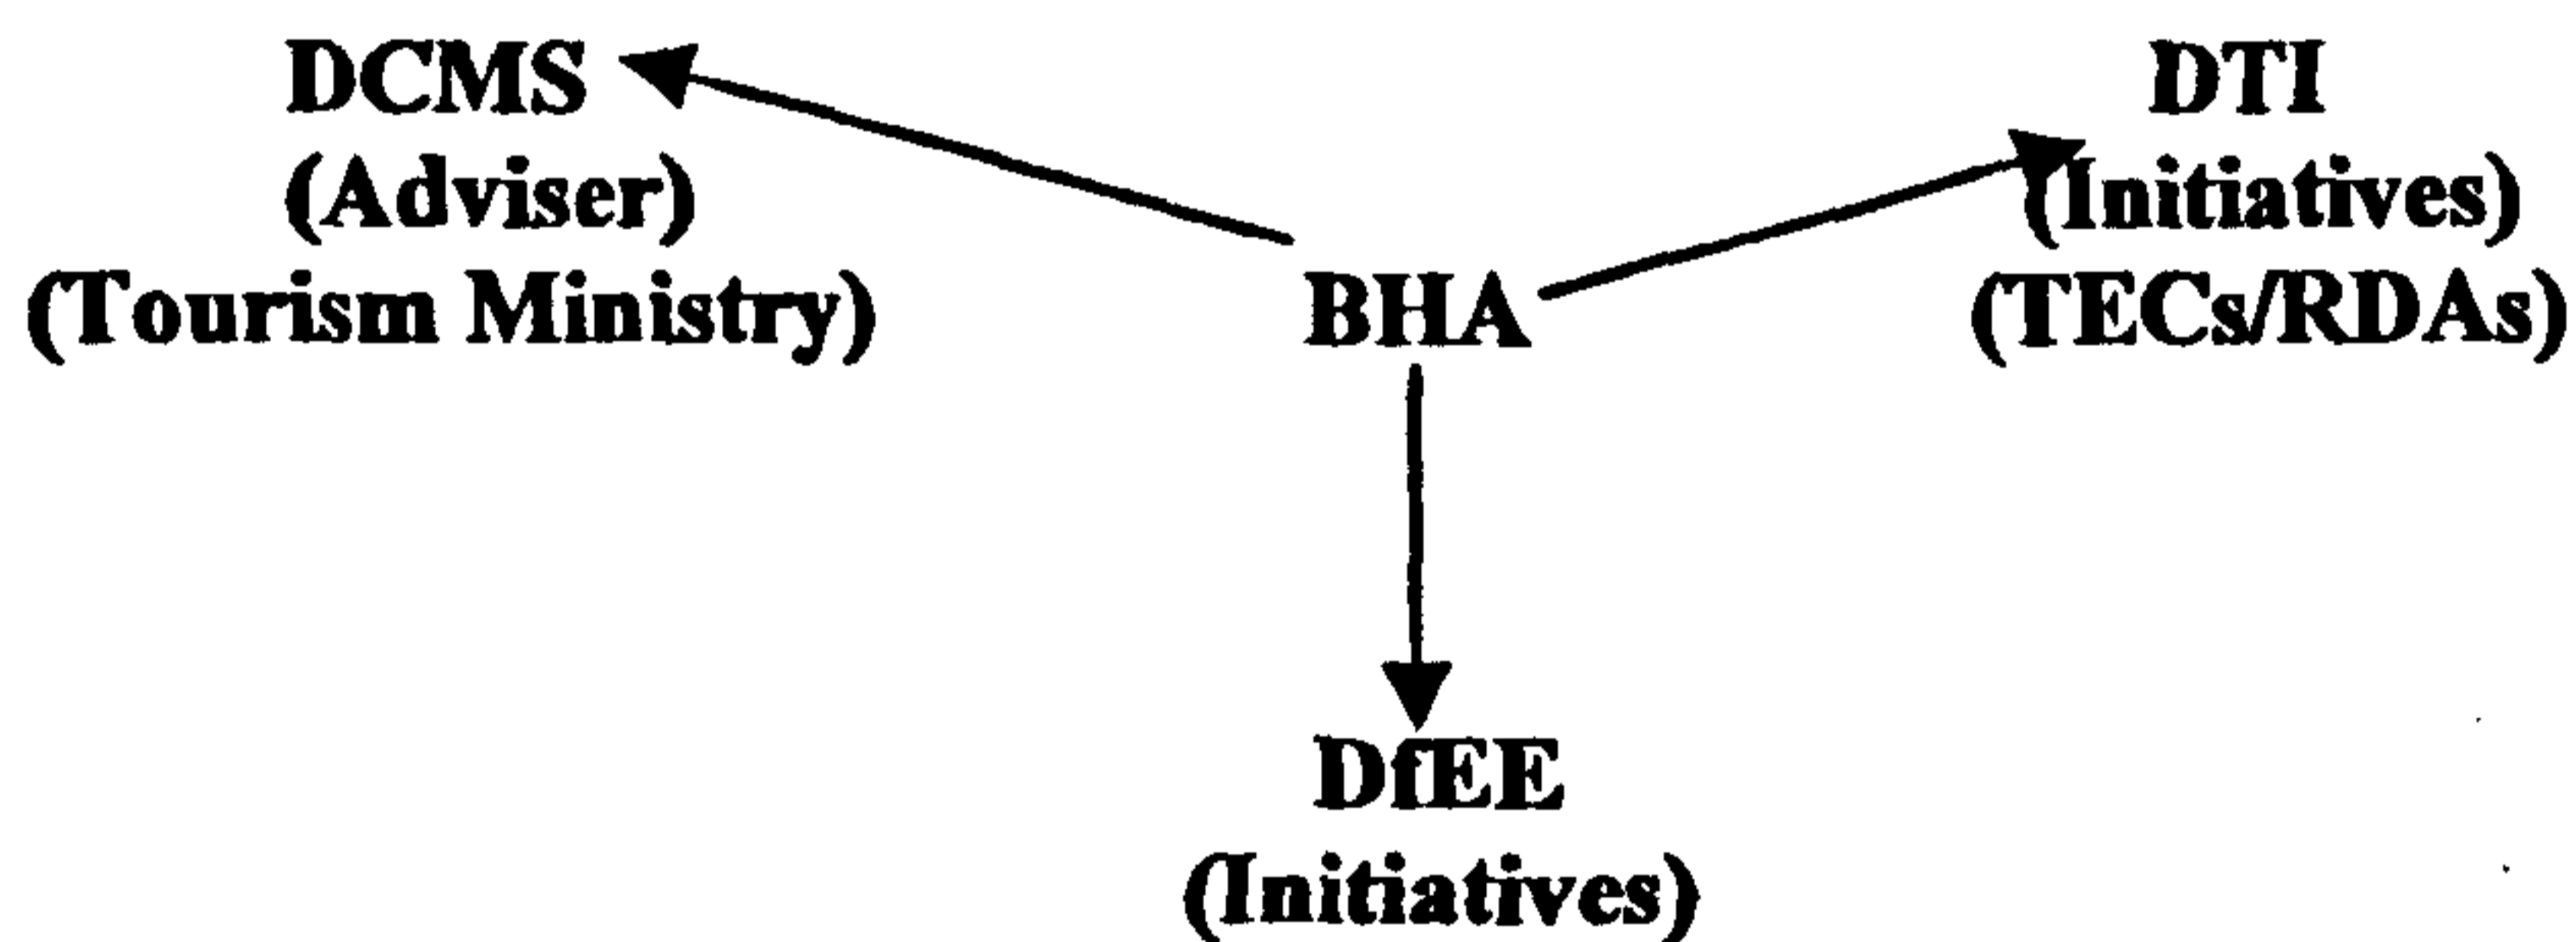 DCMS
(Adviser)
(Tourism Ministry)
DTI
(Initiatives)
(TECs/RDAs)
BHA
DfEE
(Initiatives)